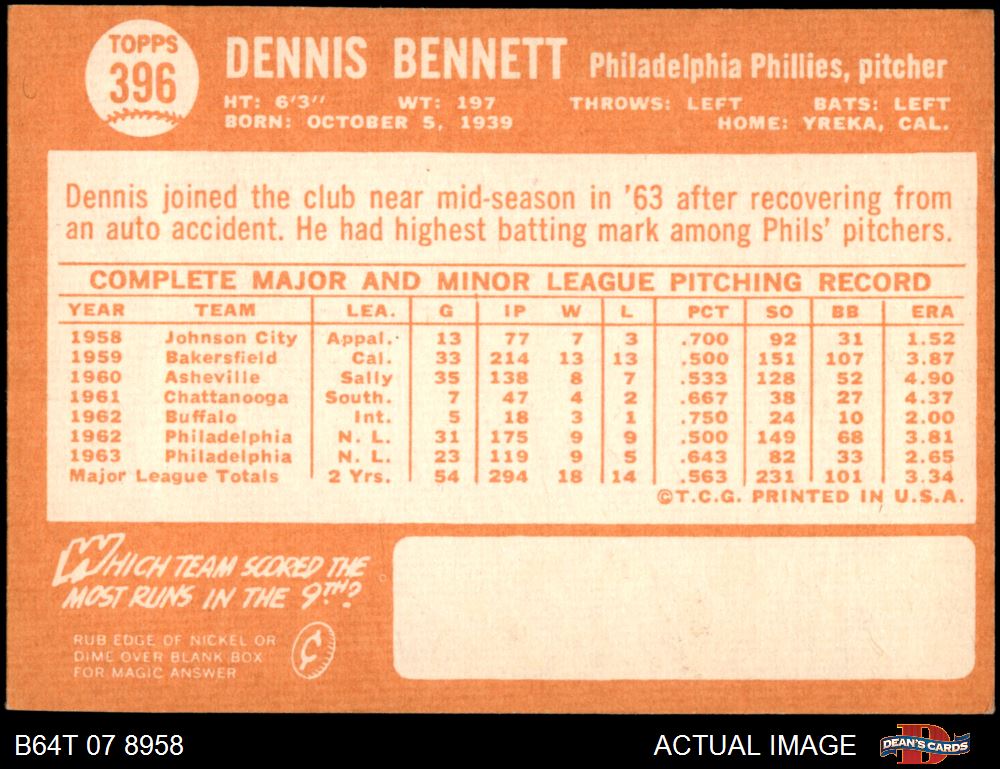 TOPPS
396
DENNIS BENNETT Philadelphia Phillies, pitcher
HT: 6'3" WT: 197 THROWS: LEFT BATS: LEFT
BORN: OCTOBER 5, 1939 HOME: YREKA, CAL.
Dennis joined the club near mid-season in '63 after recovering from
an auto accident. He had highest batting mark among Phils' pitchers.
COMPLETE MAJOR AND MINOR LEAGUE PITCHING RECORD
YEAR TEAM LEA. G IP W L PCT SO BB ERA
1958 Johnson City Appal. 13 77 7 3 .700 92 31 1.52
1959 Bakersfield Cal. 33 214 13 13 .500 151 107 3.87
1960 Asheville Sally 35 138 8 7 .533 128 52 4.90
1961 Chattanooga South. 7 47 4 2 .667 38 27 4.37
1962 Buffalo Int. 5 18 3 1 .750 24 10 2.00
1962 Philadelphia N. L. 31 175 9 9 .500 149 68 3.81
1963 Philadelphia N. L. 23 119 9 5 .643 82 33 2.65
Major League Totals 2 Yrs. 54 294 18 14 .563 231 101 3.34
©T.C.G. PRINTED IN U.S.A.
WHICH TEAM SCORED THE
MOST RUNS IN THE 9TH?
RUB EDGE OF NICKEL OR
DIME OVER BLANK BOX
FOR MAGIC ANSWER
¢
B64T 07 8958 ACTUAL IMAGE DEAN'S CARDS